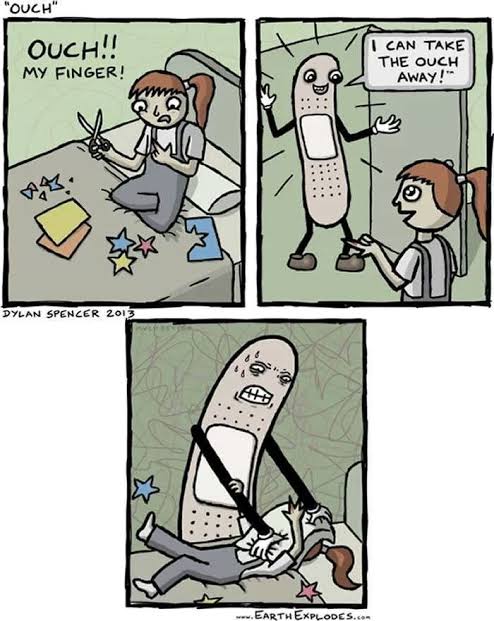 "OUCH"
OUCH!!
MY FINGER!
I CAN TAKE
THE OUCH
AWAY!™
DYLAN SPENCER 2013
www.EARTHEXPLODES.com